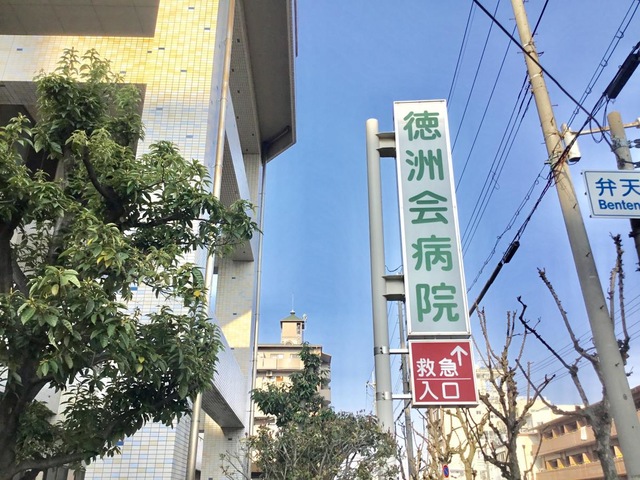 徳洲会病院
救急
入口
弁天
Benten